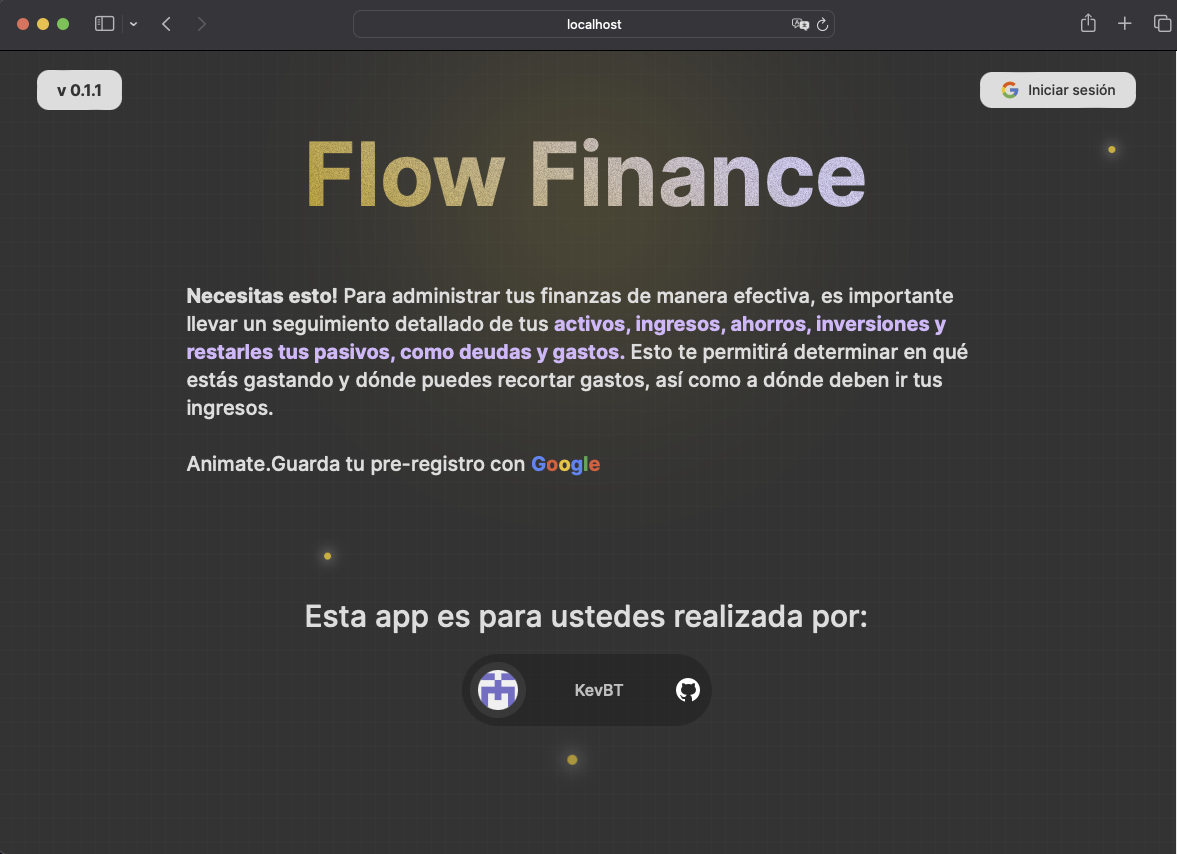 localhost
v 0.1.1
Iniciar sesión
Flow Finance
Necesitas esto! Para administrar tus finanzas de manera efectiva, es importante
llevar un seguimiento detallado de tus activos, ingresos, ahorros, inversiones y
restarles tus pasivos, como deudas y gastos. Esto te permitirá determinar en qué
estás gastando y dónde puedes recortar gastos, así como a dónde deben ir tus
ingresos.
Animate.Guarda tu pre-registro con Google
Esta app es para ustedes realizada por:
KevBT